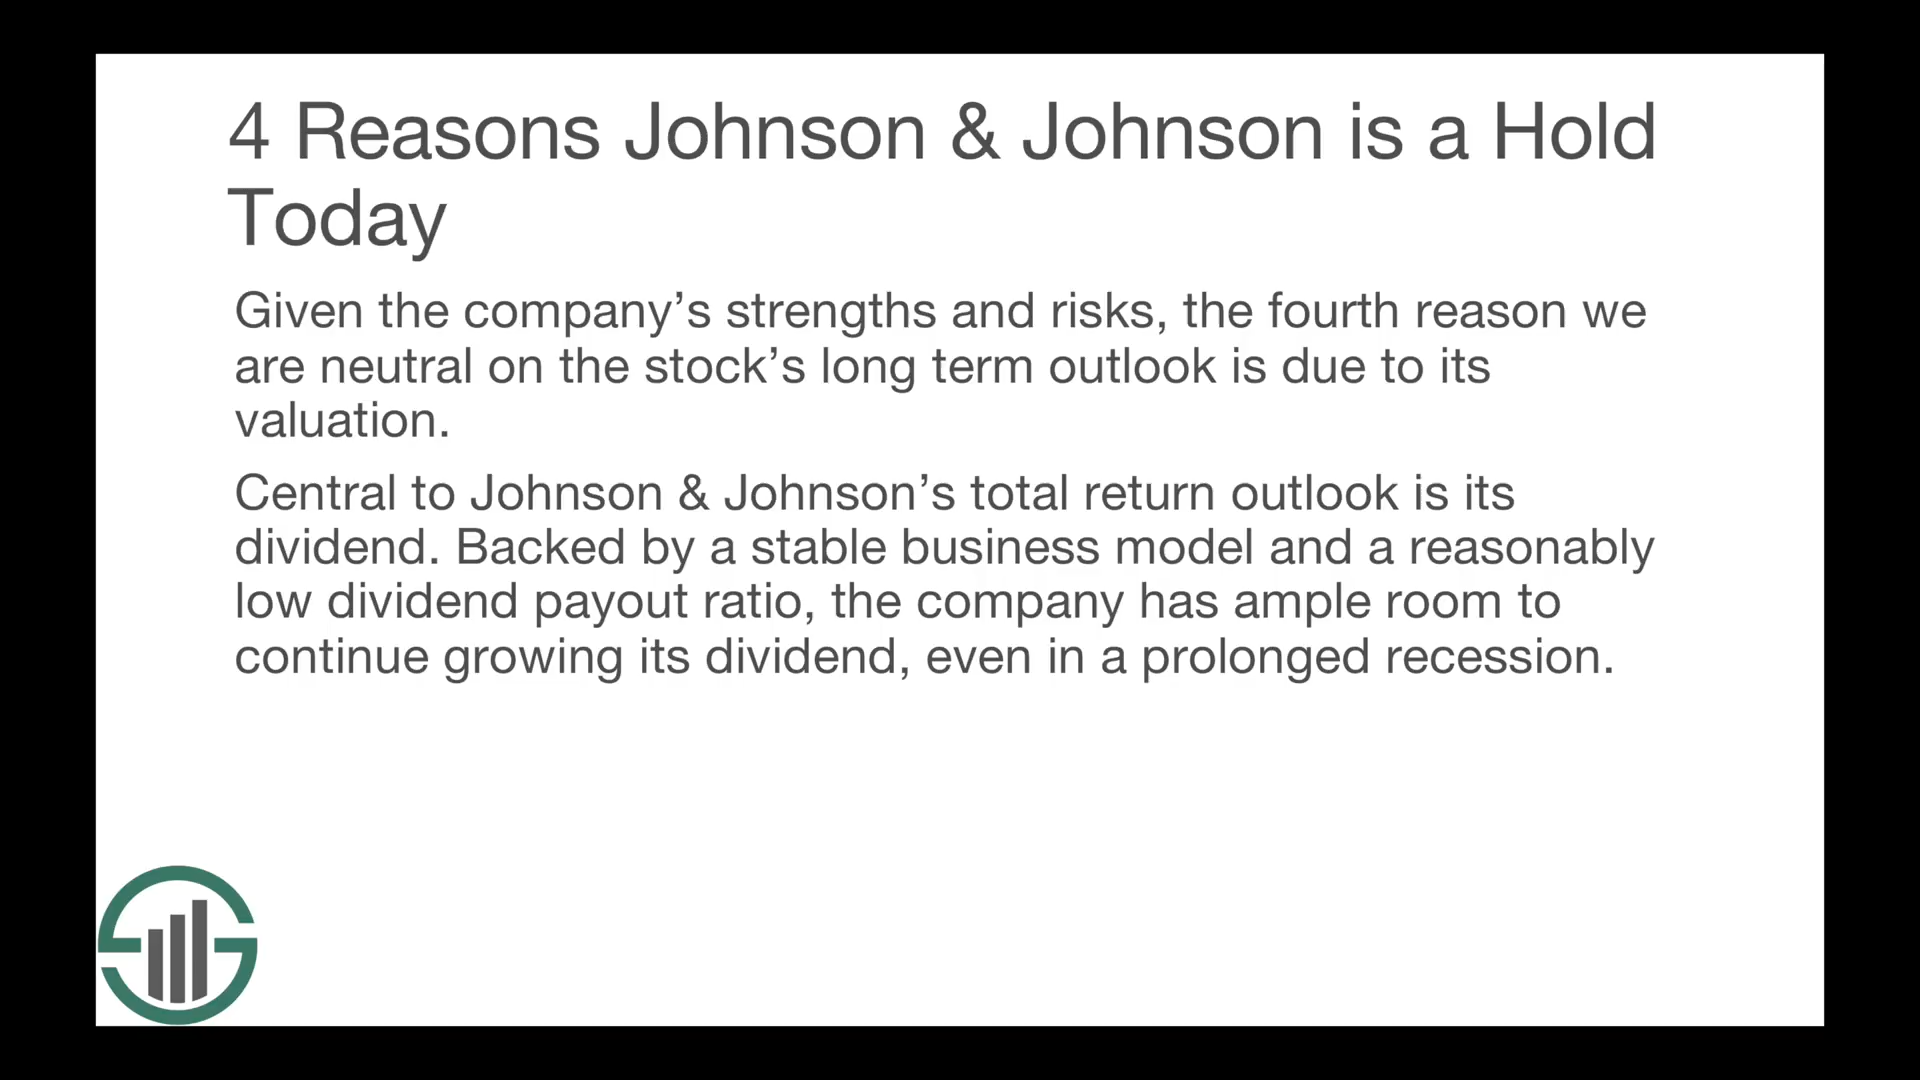 4 Reasons Johnson & Johnson is a Hold
Today
Given the company’s strengths and risks, the fourth reason we
are neutral on the stock’s long term outlook is due to its
valuation.
Central to Johnson & Johnson’s total return outlook is its
dividend. Backed by a stable business model and a reasonably
low dividend payout ratio, the company has ample room to
continue growing its dividend, even in a prolonged recession.